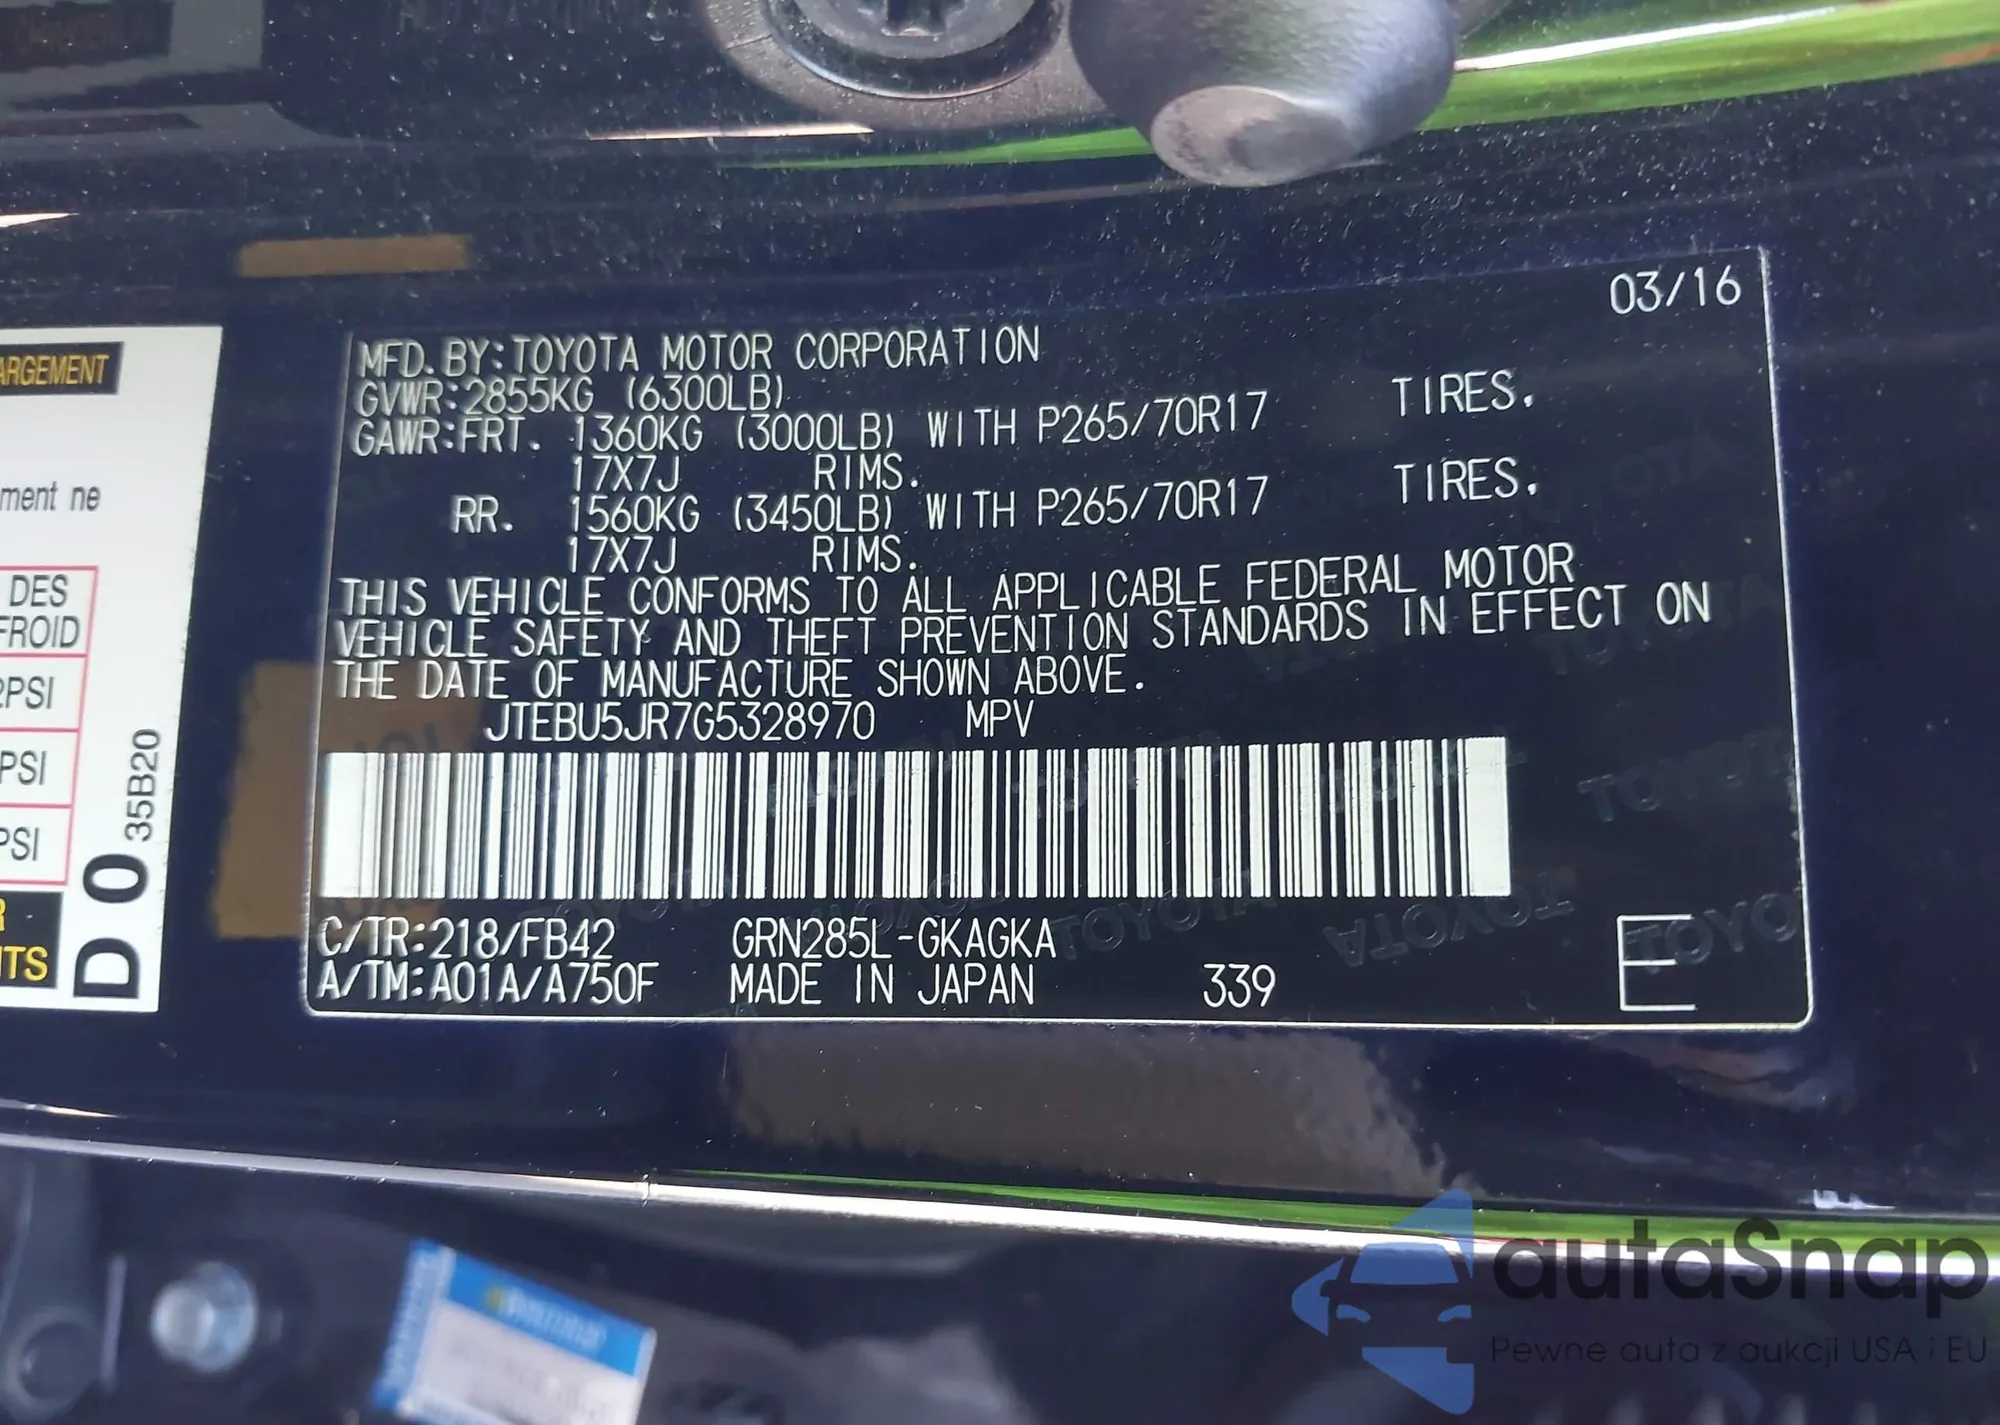 ARGEMENT
ment ne
DES
FROID
PSI
PSI
PSI
TS
D 0
35B20
03/16
MFD.BY:TOYOTA MOTOR CORPORATION
GVWR:2855KG (6300LB)
GAWR:FRT. 1360KG (3000LB) WITH P265/70R17 TIRES.
17X7J RIMS.
RR. 1560KG (3450LB) WITH P265/70R17 TIRES.
17X7J RIMS.
THIS VEHICLE CONFORMS TO ALL APPLICABLE FEDERAL MOTOR
VEHICLE SAFETY AND THEFT PREVENTION STANDARDS IN EFFECT ON
THE DATE OF MANUFACTURE SHOWN ABOVE.
JTEBU5JR7G5328970 MPV
C/TR:218/FB42 GRN285L-GKAGKA
A/TM:A01A/A750F MADE IN JAPAN 339 E
autaSnap
Pewne auta z aukcji USA i EU